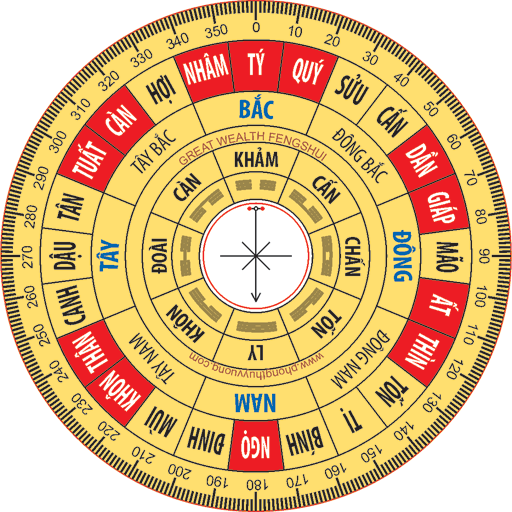 0
10
20
30
40
50
60
70
80
90
100
110
120
130
140
150
160
170
180
190
200
210
220
230
240
250
260
270
280
290
300
310
320
330
340
350
TÝ
QUÝ
SỬU
CẤN
DẦN
GIÁP
MÃO
ẤT
THÌN
TỐN
TỊ
BÍNH
NGỌ
ĐINH
MÙI
KHÔN
THÂN
CANH
DẬU
TÂN
TUẤT
CÀN
HỢI
NHÂM
BẮC
ĐÔNG BẮC
ĐÔNG
ĐÔNG NAM
NAM
TÂY NAM
TÂY
TÂY BẮC
GREAT WEALTH FENGSHUI
www.phongthuyvuong.com
KHẢM
CẤN
CHẤN
TỐN
LY
KHÔN
ĐOÀI
CÀN